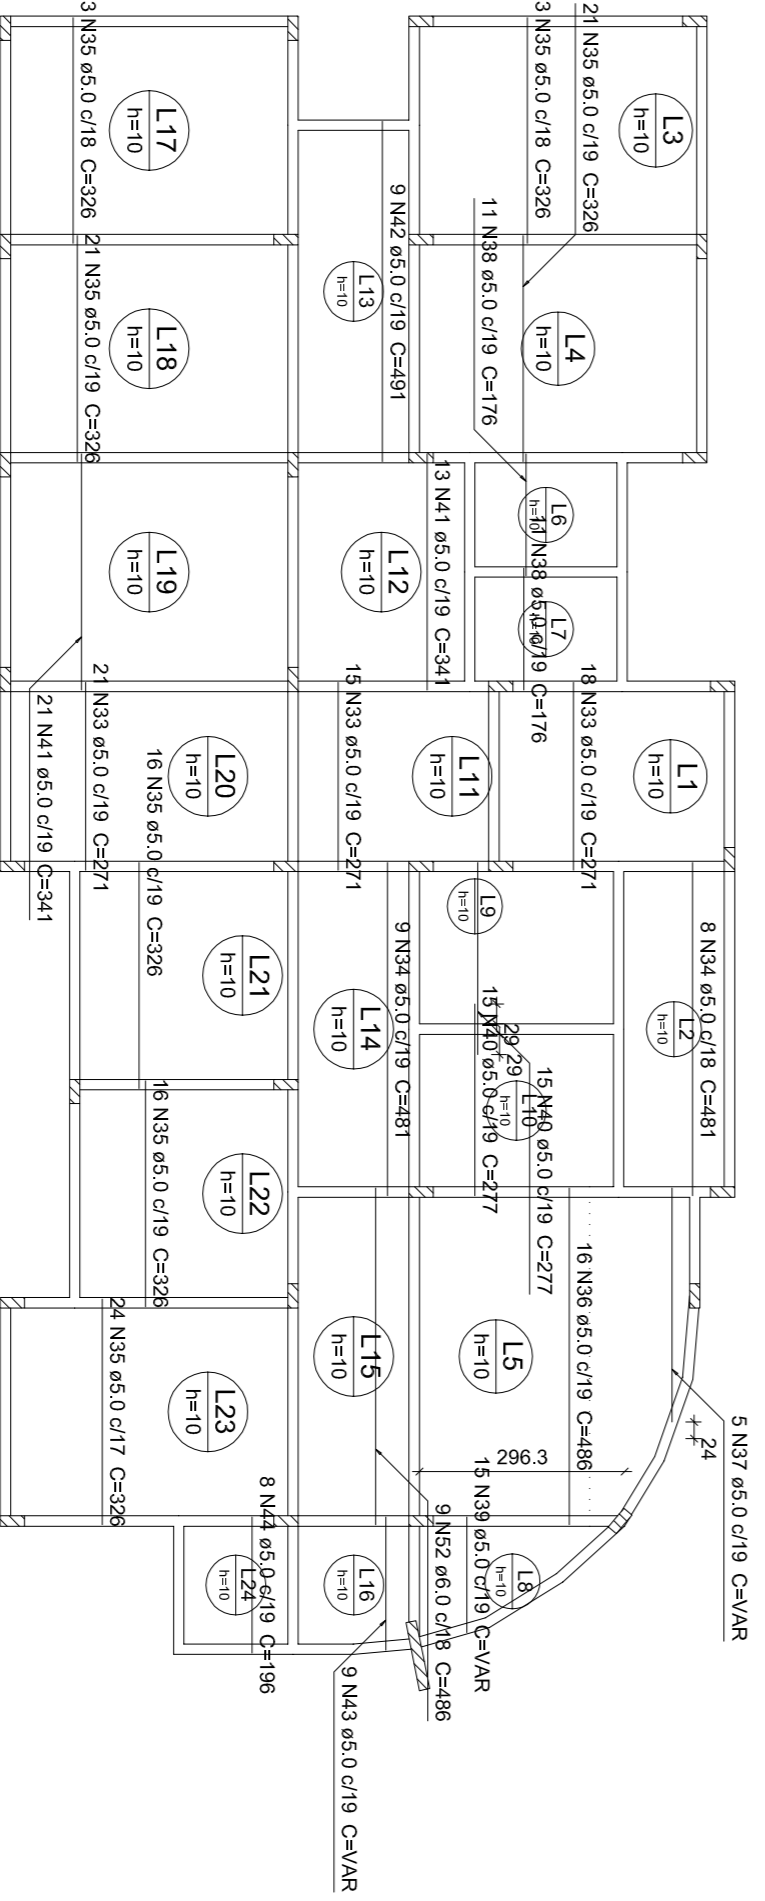 3 N35 ø5.0 c/18 C=326
21 N35 ø5.0 c/19 C=326
3 N35 ø5.0 c/18 C=326
L3
h=10
L17
h=10
9 N42 ø5.0 c/19 C=491
11 N38 ø5.0 c/19 C=176
L13
h=10
L4
h=10
L18
h=10
21 N35 ø5.0 c/19 C=326
13 N41 ø5.0 c/19 C=341
L6
h=10
11 N38 ø5.0 c/19 C=176
L7
h=10
L12
h=10
L19
h=10
18 N33 ø5.0 c/19 C=271
15 N33 ø5.0 c/19 C=271
21 N33 ø5.0 c/19 C=271
21 N41 ø5.0 c/19 C=341
L1
h=10
L11
h=10
L20
h=10
16 N35 ø5.0 c/19 C=326
8 N34 ø5.0 c/18 C=481
9 N34 ø5.0 c/19 C=481
L9
h=10
L2
h=10
L14
h=10
L21
h=10
15 N40 ø5.0 c/19 C=277
29 29
15 N40 ø5.0 c/19 C=277
L10
h=10
16 N35 ø5.0 c/19 C=326
L22
h=10
16 N36 ø5.0 c/19 C=486
24 N35 ø5.0 c/17 C=326
L5
h=10
L15
h=10
L23
h=10
5 N37 ø5.0 c/19 C=VAR
24
296.3
15 N39 ø5.0 c/19 C=VAR
9 N52 ø6.0 c/18 C=486
8 N44 ø5.0 c/19 C=196
L8
h=10
L16
h=10
L24
h=10
9 N43 ø5.0 c/19 C=VAR